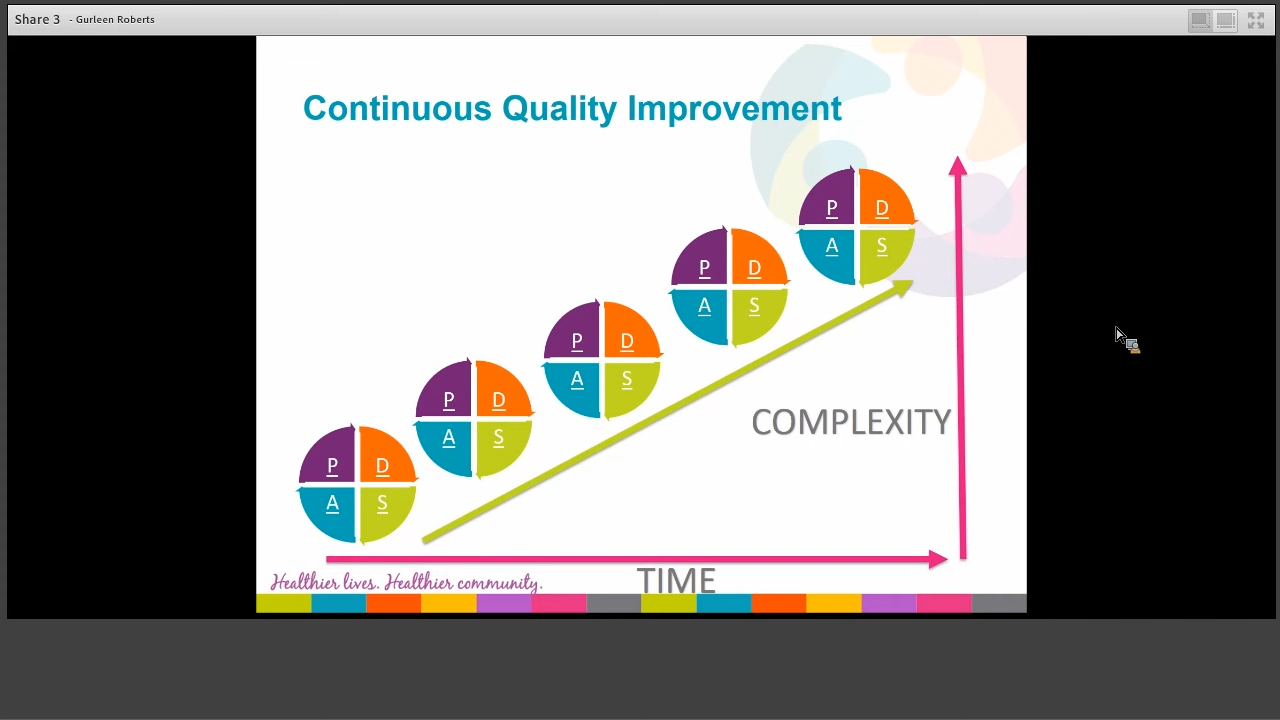 Share 3 - Gurleen Roberts
Continuous Quality Improvement
P D
A S
P D
A S
P D
A S
P D
A S
P D
A S
COMPLEXITY
TIME
Healthier lives. Healthier community.